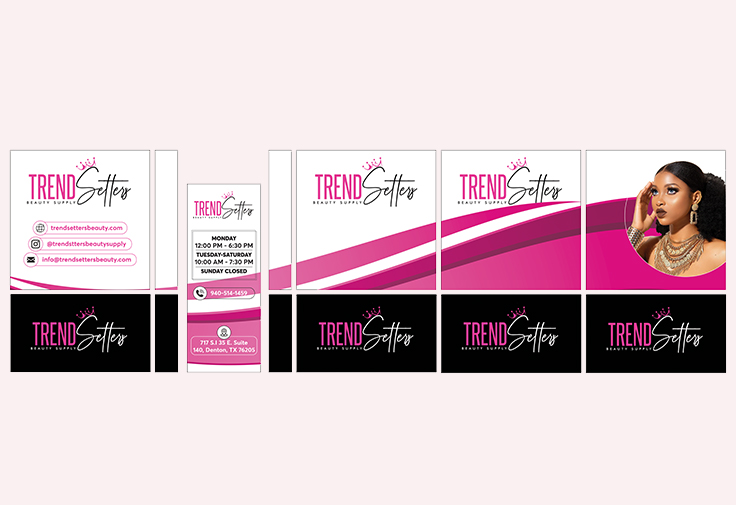 TREND Setters
BEAUTY SUPPLY
trendsettersbeauty.com
@trendsttersbeautysupply
info@trendsettersbeauty.com
TREND Setters
BEAUTY SUPPLY
TREND Setters
BEAUTY SUPPLY
MONDAY
12:00 PM - 6:30 PM
TUESDAY-SATURDAY
10:00 AM - 7:30 PM
SUNDAY CLOSED
940-514-1459
717 S.I 35 E. Suite
140, Denton, TX 76205
TREND Setters
BEAUTY SUPPLY
TREND Setters
BEAUTY SUPPLY
TREND Setters
BEAUTY SUPPLY
TREND Setters
BEAUTY SUPPLY
TREND Setters
BEAUTY SUPPLY